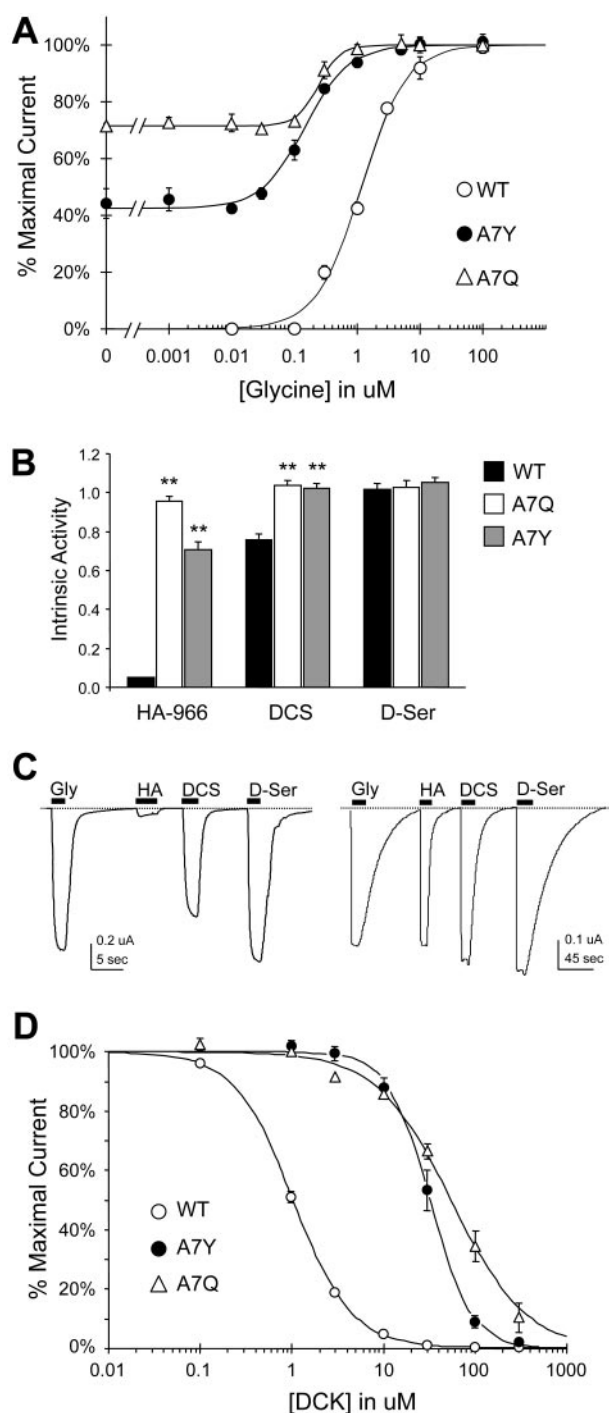 A
100%
80%
60%
40%
20%
0%
% Maximal Current
WT
A7Y
A7Q
0 0.001 0.01 0.1 1 10 100
[Glycine] in uM
B
1.2
1.0
0.8
0.6
0.4
0.2
0.0
Intrinsic Activity
**
**
** **
WT
A7Q
A7Y
HA-966 DCS D-Ser
C
Gly HA DCS D-Ser
Gly HA DCS D-Ser
0.2 uA
5 sec
0.1 uA
45 sec
D
100%
80%
60%
40%
20%
0%
% Maximal Current
WT
A7Y
A7Q
0.01 0.1 1 10 100 1000
[DCK] in uM